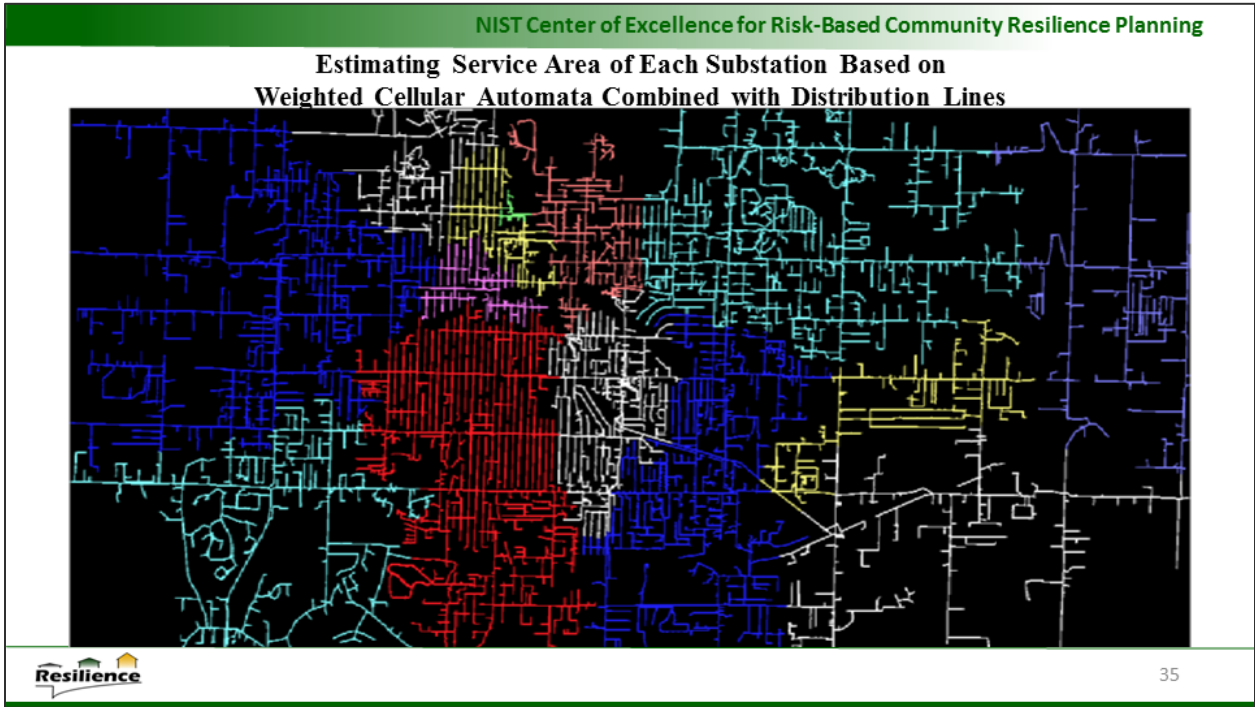 NIST Center of Excellence for Risk-Based Community Resilience Planning
Estimating Service Area of Each Substation Based on
Weighted Cellular Automata Combined with Distribution Lines
Resilience
35